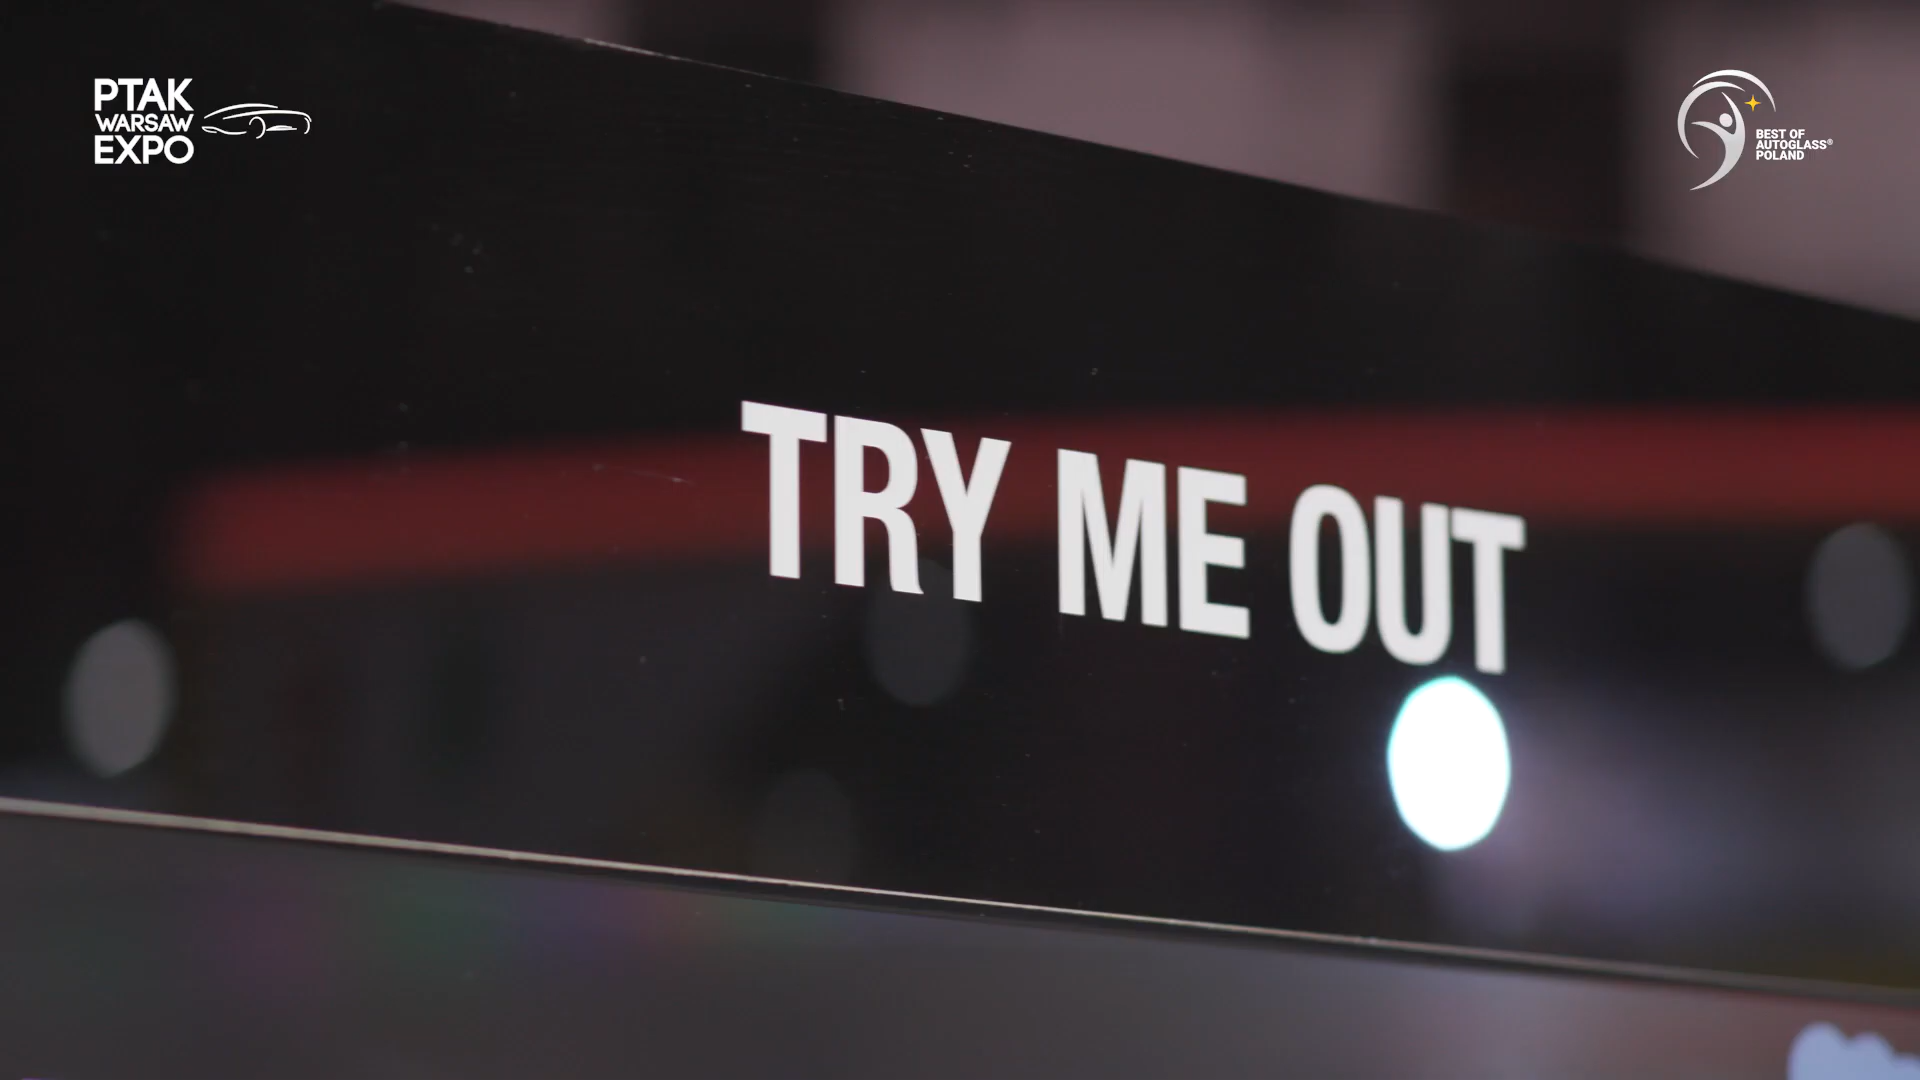 PTAK
WARSAW
EXPO
BEST OF
AUTOGLASS®
POLAND
TRY ME OUT